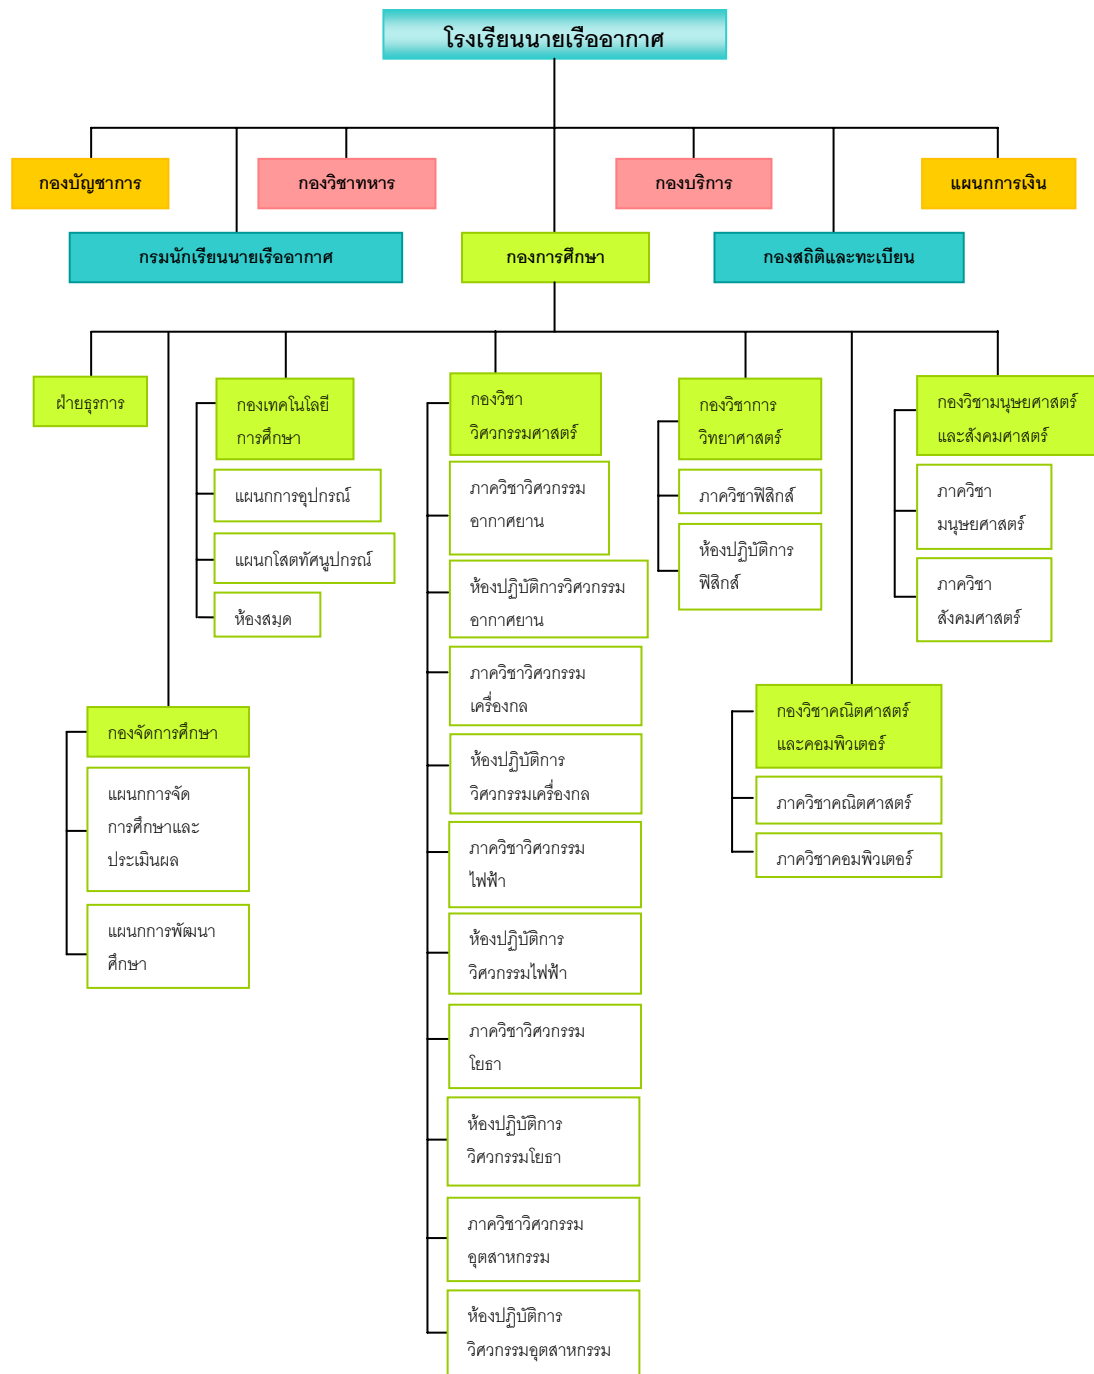 โรงเรียนนายเรืออากาศ
กองบัญชาการ
กองวิชาทหาร
กองบริการ
แผนกการเงิน
กรมนักเรียนนายเรืออากาศ
กองการศึกษา
กองสถิติและทะเบียน
ฝ่ายธุรการ
กองเทคโนโลยี
การศึกษา
แผนกการอุปกรณ์
แผนกโสตทัศนูปกรณ์
ห้องสมุด
กองจัดการศึกษา
แผนกการจัด
การศึกษาและ
ประเมินผล
แผนกการพัฒนา
ศึกษา
กองวิชา
วิศวกรรมศาสตร์
ภาควิชาวิศวกรรม
อากาศยาน
ห้องปฏิบัติการวิศวกรรม
อากาศยาน
ภาควิชาวิศวกรรม
เครื่องกล
ห้องปฏิบัติการ
วิศวกรรมเครื่องกล
ภาควิชาวิศวกรรม
ไฟฟ้า
ห้องปฏิบัติการ
วิศวกรรมไฟฟ้า
ภาควิชาวิศวกรรม
โยธา
ห้องปฏิบัติการ
วิศวกรรมโยธา
ภาควิชาวิศวกรรม
อุตสาหกรรม
ห้องปฏิบัติการ
วิศวกรรมอุตสาหกรรม
กองวิชาการ
วิทยาศาสตร์
ภาควิชาฟิสิกส์
ห้องปฏิบัติการ
ฟิสิกส์
กองวิชาคณิตศาสตร์
และคอมพิวเตอร์
ภาควิชาคณิตศาสตร์
ภาควิชาคอมพิวเตอร์
กองวิชามนุษยศาสตร์
และสังคมศาสตร์
ภาควิชา
มนุษยศาสตร์
ภาควิชา
สังคมศาสตร์